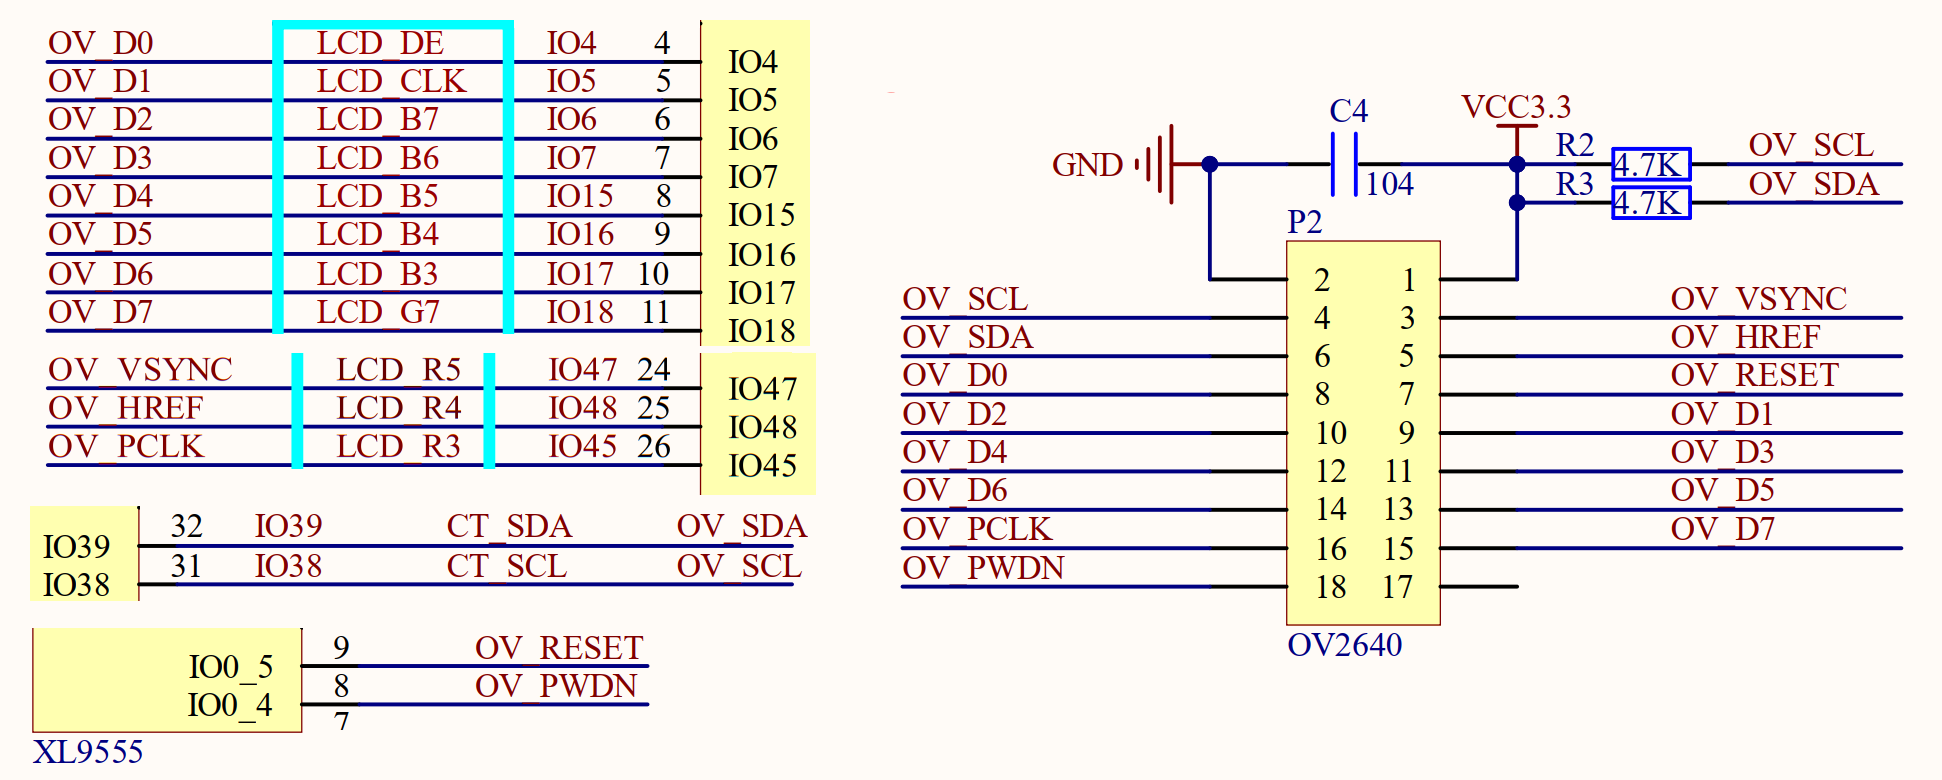 OV_D0 LCD_DE IO4 4 IO4
OV_D1 LCD_CLK IO5 5 IO5
OV_D2 LCD_B7 IO6 6 IO6
OV_D3 LCD_B6 IO7 7 IO7
OV_D4 LCD_B5 IO15 8 IO15
OV_D5 LCD_B4 IO16 9 IO16
OV_D6 LCD_B3 IO17 10 IO17
OV_D7 LCD_G7 IO18 11 IO18
OV_VSYNC LCD_R5 IO47 24 IO47
OV_HREF LCD_R4 IO48 25 IO48
OV_PCLK LCD_R3 IO45 26 IO45
IO39 32 IO39 CT_SDA OV_SDA
IO38 31 IO38 CT_SCL OV_SCL
IO0_5 9 OV_RESET
IO0_4 8 OV_PWDN
7
XL9555
C4 VCC3.3
GND 104 R2 4.7K OV_SCL
R3 4.7K OV_SDA
P2
2 1
OV_SCL 4 3 OV_VSYNC
OV_SDA 6 5 OV_HREF
OV_D0 8 7 OV_RESET
OV_D2 10 9 OV_D1
OV_D4 12 11 OV_D3
OV_D6 14 13 OV_D5
OV_PCLK 16 15 OV_D7
OV_PWDN 18 17
OV2640